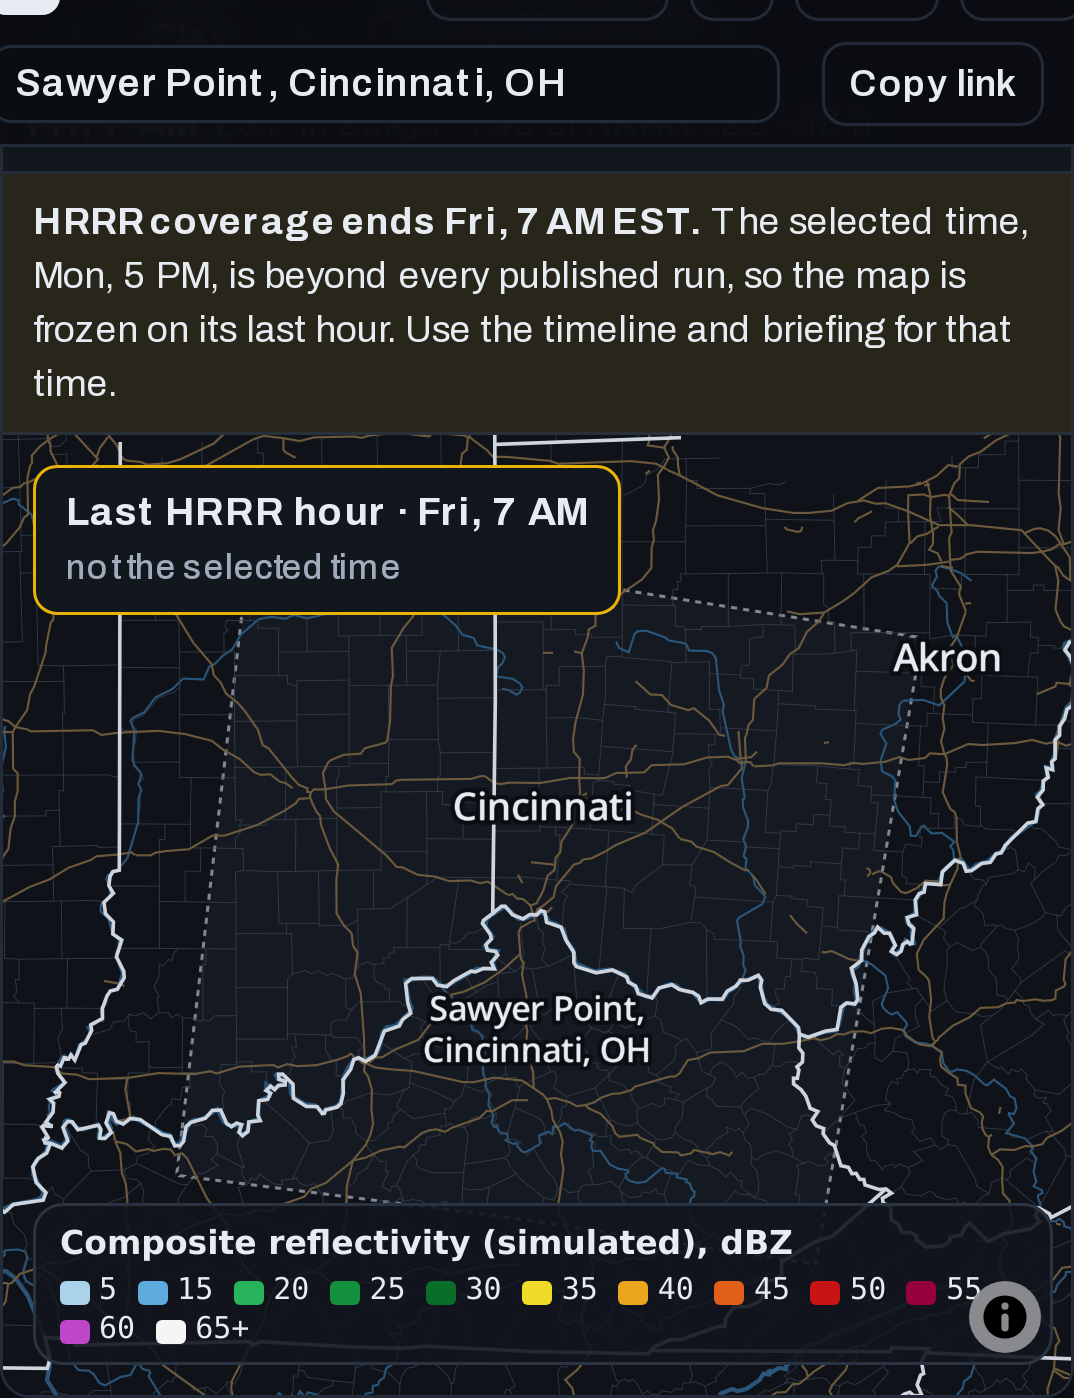 Sawyer Point, Cincinnati, OH
Copy link
HRRR coverage ends Fri, 7 AM EST. The selected time,
Mon, 5 PM, is beyond every published run, so the map is
frozen on its last hour. Use the timeline and briefing for that
time.
Last HRRR hour · Fri, 7 AM
not the selected time
Akron
Cincinnati
Sawyer Point,
Cincinnati, OH
Composite reflectivity (simulated), dBZ
5 15 20 25 30 35 40 45 50 55
60 65+